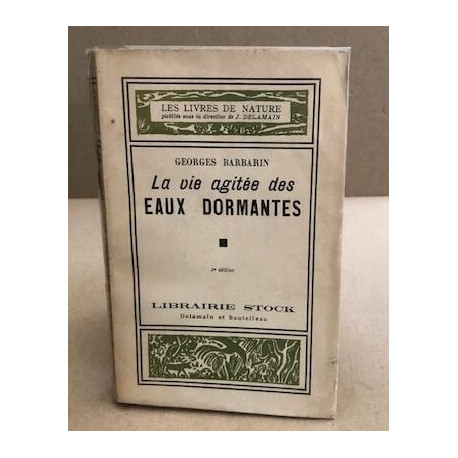 LES LIVRES DE NATURE
publiés sous la direction de J. DELAMAIN
GEORGES BARBARIN
La vie agitée des
EAUX DORMANTES
édition
LIBRAIRIE STOCK
Delamain et Boutelleau